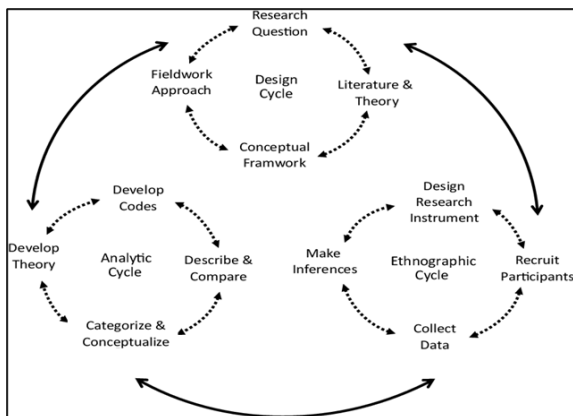 Research
Question
Fieldwork
Approach
Design
Cycle
Literature &
Theory
Conceptual
Framwork
Develop
Codes
Develop
Theory
Analytic
Cycle
Describe &
Compare
Categorize &
Conceptualize
Design
Research
Instrument
Make
Inferences
Ethnographic
Cycle
Recruit
Participants
Collect
Data